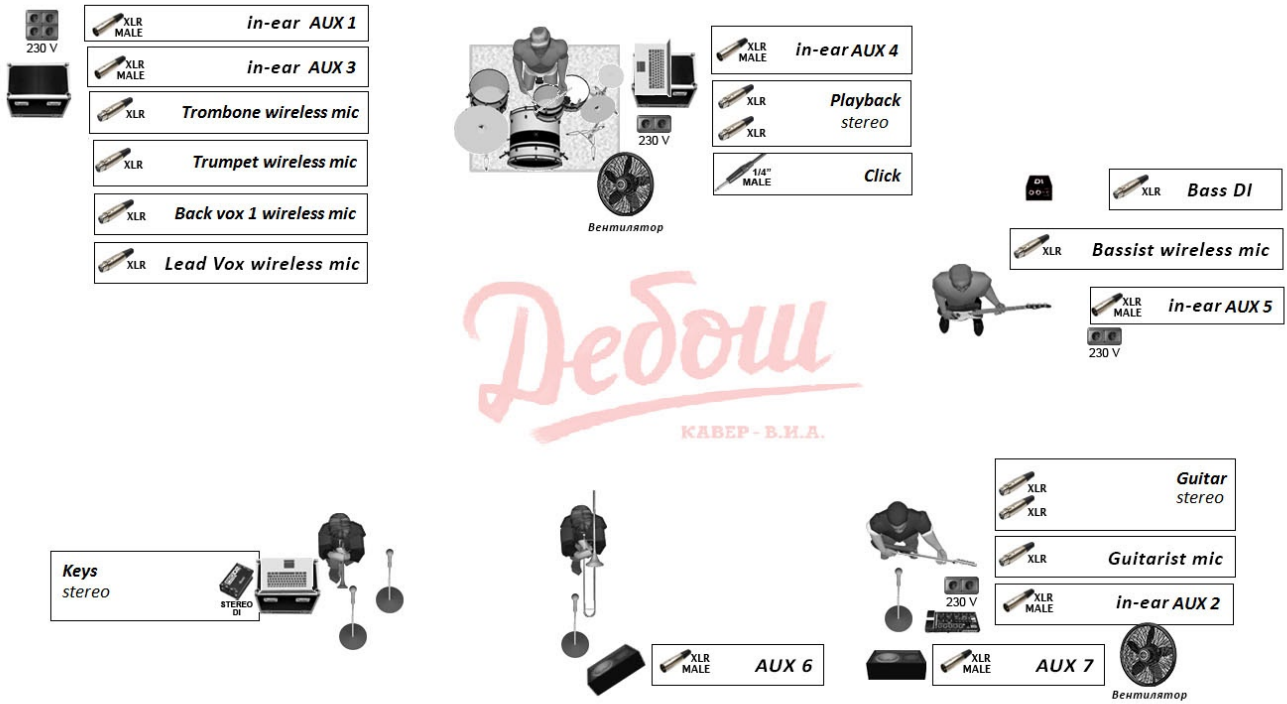 230 V
XLR
MALE
in-ear AUX 1
XLR
MALE
in-ear AUX 3
XLR
Trombone wireless mic
XLR
Trumpet wireless mic
XLR
Back vox 1 wireless mic
XLR
Lead Vox wireless mic
230 V
Вентилятор
XLR
MALE
in-ear AUX 4
XLR
XLR
Playback
stereo
1/4"
MALE
Click
DI
XLR
Bass DI
XLR
Bassist wireless mic
XLR
MALE
in-ear AUX 5
230 V
Дебош
КАВЕР - В.И.А.
Keys
stereo
STEREO
DI
XLR
MALE
AUX 6
XLR
XLR
Guitar
stereo
XLR
Guitarist mic
230 V
XLR
MALE
in-ear AUX 2
XLR
MALE
AUX 7
Вентилятор